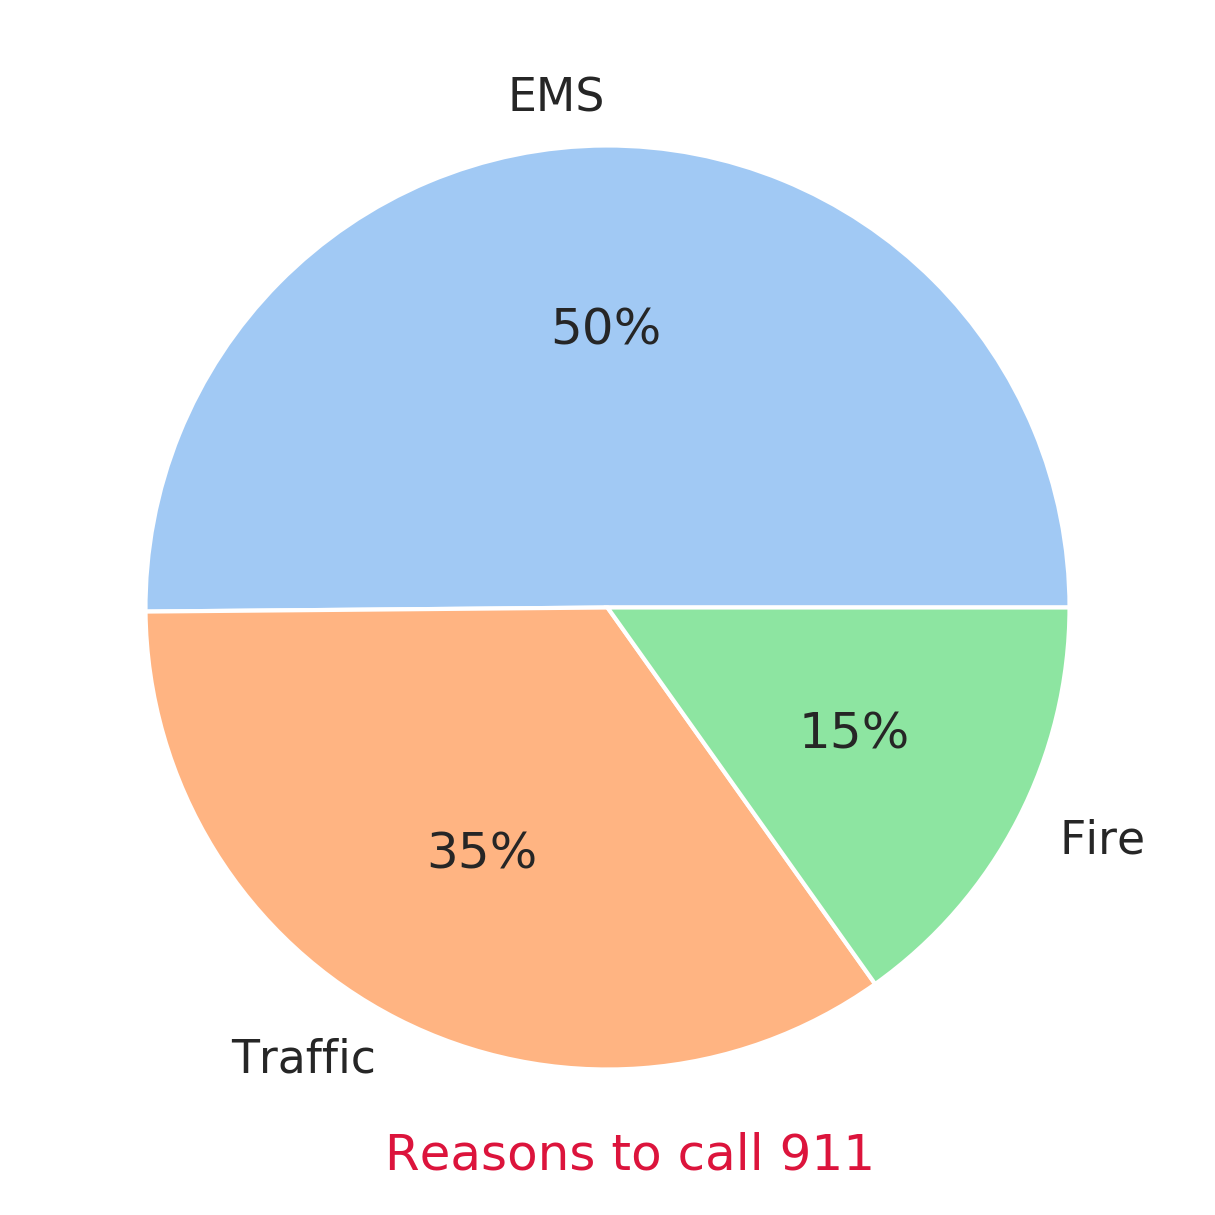 EMS
50%
15%
35%
Fire
Traffic
Reasons to call 911